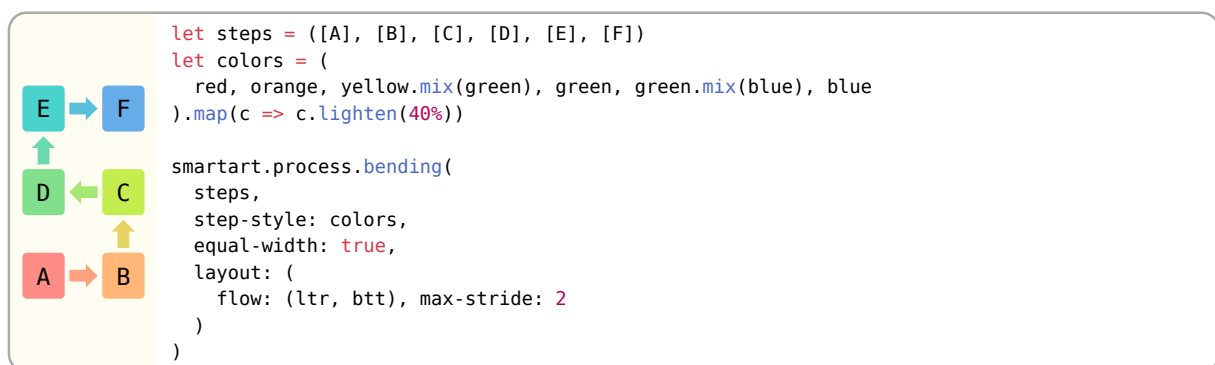 E F
D C
A B
let steps = ([A], [B], [C], [D], [E], [F])
let colors = (
  red, orange, yellow.mix(green), green, green.mix(blue), blue
).map(c => c.lighten(40%))

smartart.process.bending(
  steps,
  step-style: colors,
  equal-width: true,
  layout: (
    flow: (ltr, btt), max-stride: 2
  )
)